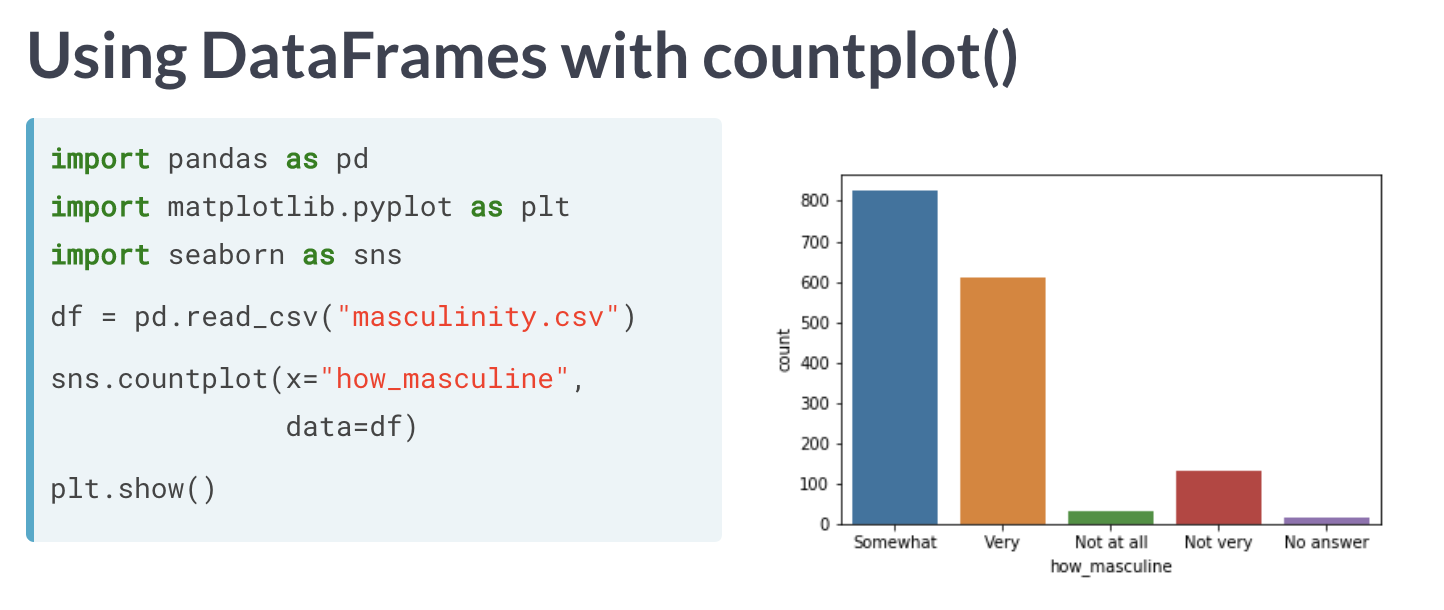 Using DataFrames with countplot()
import pandas as pd
import matplotlib.pyplot as plt
import seaborn as sns
df = pd.read_csv("masculinity.csv")
sns.countplot(x="how_masculine",
data=df)
plt.show()
800
700
600
500
400
300
200
100
0
count
Somewhat Very Not at all Not very No answer
how_masculine